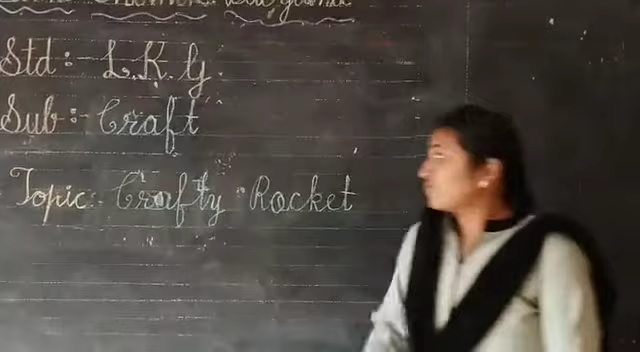 Std :- L.K.G.
Sub :- Craft
Topic :- Crafty Rocket